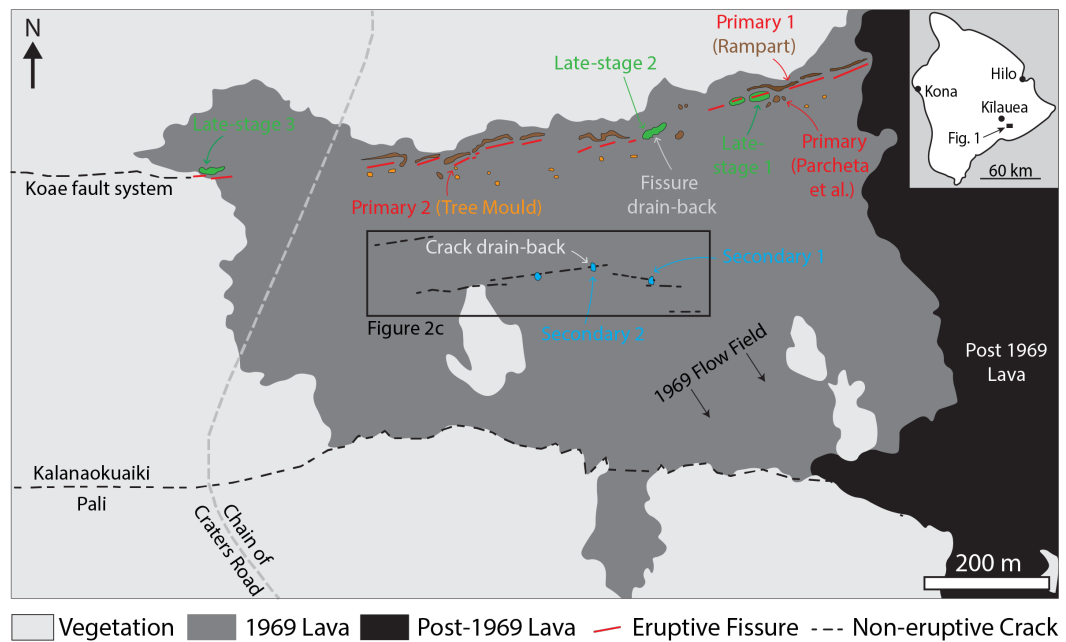 N
Primary 1
(Rampart)
Late-stage 2
Hilo
Kona
Kīlauea
Fig. 1
60 km
Late-stage 3
Late-
stage 1
Primary
(Parcheta
et al.)
Koae fault system
Fissure
drain-back
Primary 2 (Tree Mould)
Crack drain-back
Secondary 1
Figure 2c
Secondary 2
1969 Flow Field
Post 1969
Lava
Kalanaokuaiki
Pali
Chain of
Craters Road
200 m
Vegetation 1969 Lava Post-1969 Lava Eruptive Fissure Non-eruptive Crack